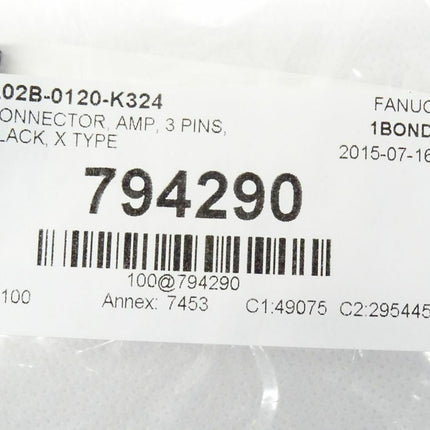 .02B-0120-K324
ONNECTOR, AMP, 3 PINS,
LACK, X TYPE
FANUC
1BOND
2015-07-16
794290
100@794290
100 Annex: 7453 C1:49075 C2:295445